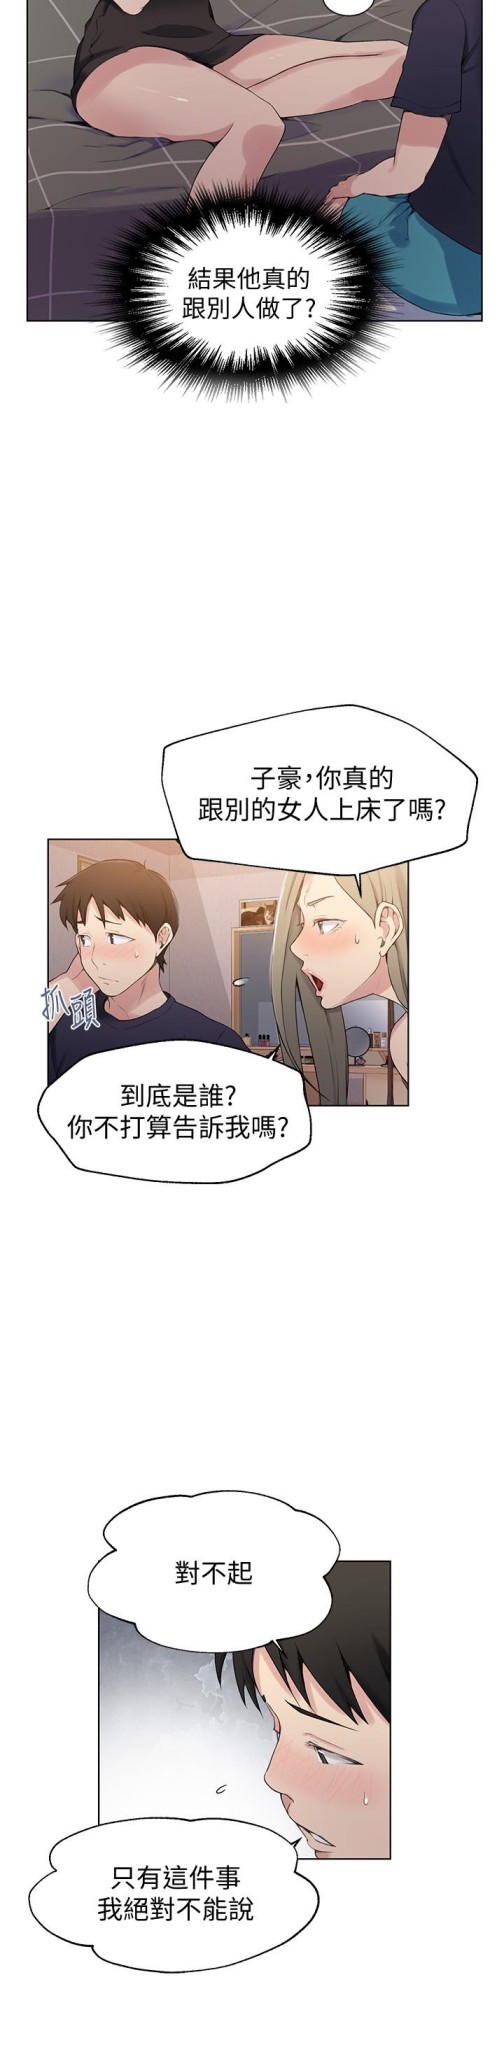 結果他真的
跟別人做了?
子豪,你真的
跟別的女人上床了嗎?
抓頭
到底是誰?
你不打算告訴我嗎?
對不起
只有這件事
我絕對不能說